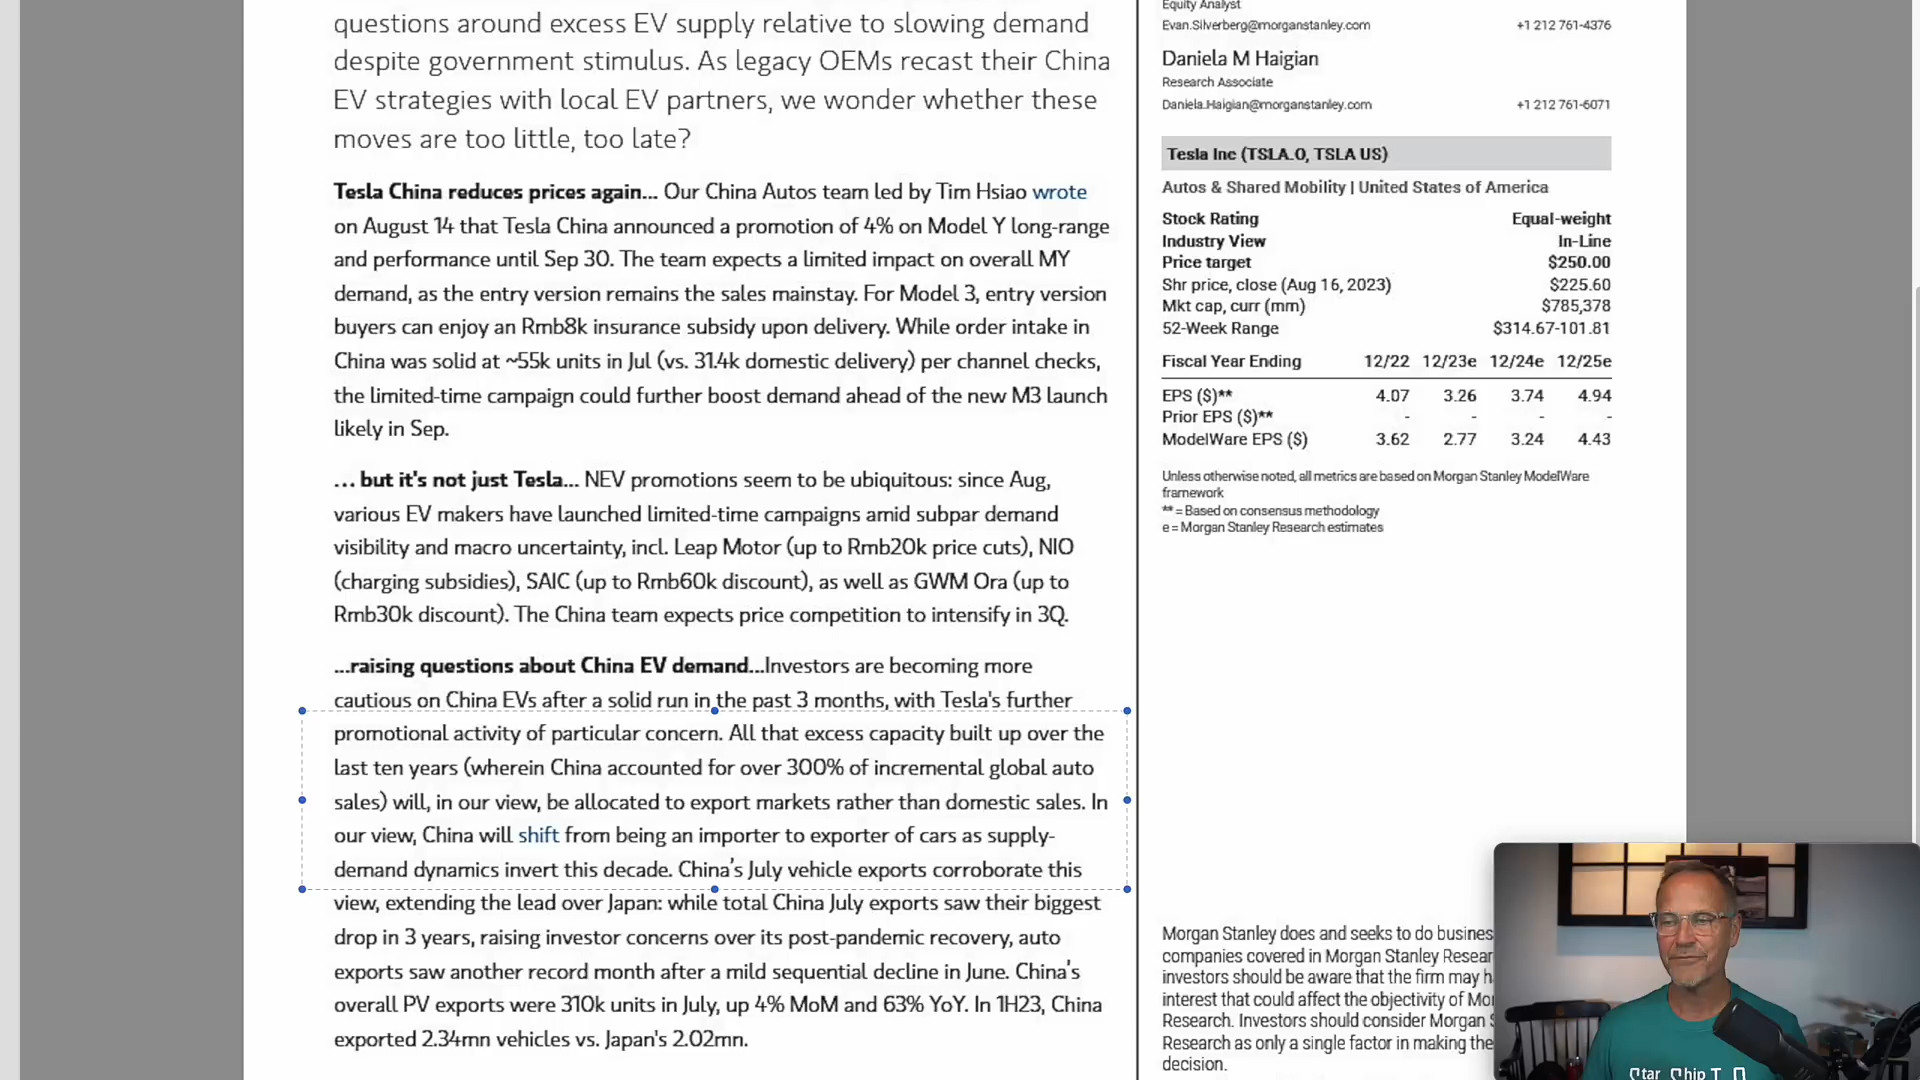 questions around excess EV supply relative to slowing demand
despite government stimulus. As legacy OEMs recast their China
EV strategies with local EV partners, we wonder whether these
moves are too little, too late?
Tesla China reduces prices again... Our China Autos team led by Tim Hsiao wrote
on August 14 that Tesla China announced a promotion of 4% on Model Y long-range
and performance until Sep 30. The team expects a limited impact on overall MY
demand, as the entry version remains the sales mainstay. For Model 3, entry version
buyers can enjoy an Rmb8k insurance subsidy upon delivery. While order intake in
China was solid at ~55k units in Jul (vs. 31.4k domestic delivery) per channel checks,
the limited-time campaign could further boost demand ahead of the new M3 launch
likely in Sep.
... but it's not just Tesla... NEV promotions seem to be ubiquitous: since Aug,
various EV makers have launched limited-time campaigns amid subpar demand
visibility and macro uncertainty, incl. Leap Motor (up to Rmb20k price cuts), NIO
(charging subsidies), SAIC (up to Rmb60k discount), as well as GWM Ora (up to
Rmb30k discount). The China team expects price competition to intensify in 3Q.
...raising questions about China EV demand...Investors are becoming more
cautious on China EVs after a solid run in the past 3 months, with Tesla's further
promotional activity of particular concern. All that excess capacity built up over the
last ten years (wherein China accounted for over 300% of incremental global auto
sales) will, in our view, be allocated to export markets rather than domestic sales. In
our view, China will shift from being an importer to exporter of cars as supply-
demand dynamics invert this decade. China's July vehicle exports corroborate this
view, extending the lead over Japan: while total China July exports saw their biggest
drop in 3 years, raising investor concerns over its post-pandemic recovery, auto
exports saw another record month after a mild sequential decline in June. China's
overall PV exports were 310k units in July, up 4% MoM and 63% YoY. In 1H23, China
exported 2.34mn vehicles vs. Japan's 2.02mn.
Equity Analyst
Evan.Silverberg@morganstanley.com +1 212 761-4376
Daniela M Haigian
Research Associate
Daniela.Haigian@morganstanley.com +1 212 761-6071
Tesla Inc (TSLA.O, TSLA US)
Autos & Shared Mobility | United States of America
Stock Rating Equal-weight
Industry View In-Line
Price target $250.00
Shr price, close (Aug 16, 2023) $225.60
Mkt cap, curr (mm) $785,378
52-Week Range $314.67-101.81
Fiscal Year Ending 12/22 12/23e 12/24e 12/25e
EPS ($)** 4.07 3.26 3.74 4.94
Prior EPS ($)** - - - -
ModelWare EPS ($) 3.62 2.77 3.24 4.43
Unless otherwise noted, all metrics are based on Morgan Stanley ModelWare
framework
** = Based on consensus methodology
e = Morgan Stanley Research estimates
Morgan Stanley does and seeks to do busines
companies covered in Morgan Stanley Resear
investors should be aware that the firm may h
interest that could affect the objectivity of Mo
Research. Investors should consider Morgan S
Research as only a single factor in making the
decision.
Star Ship